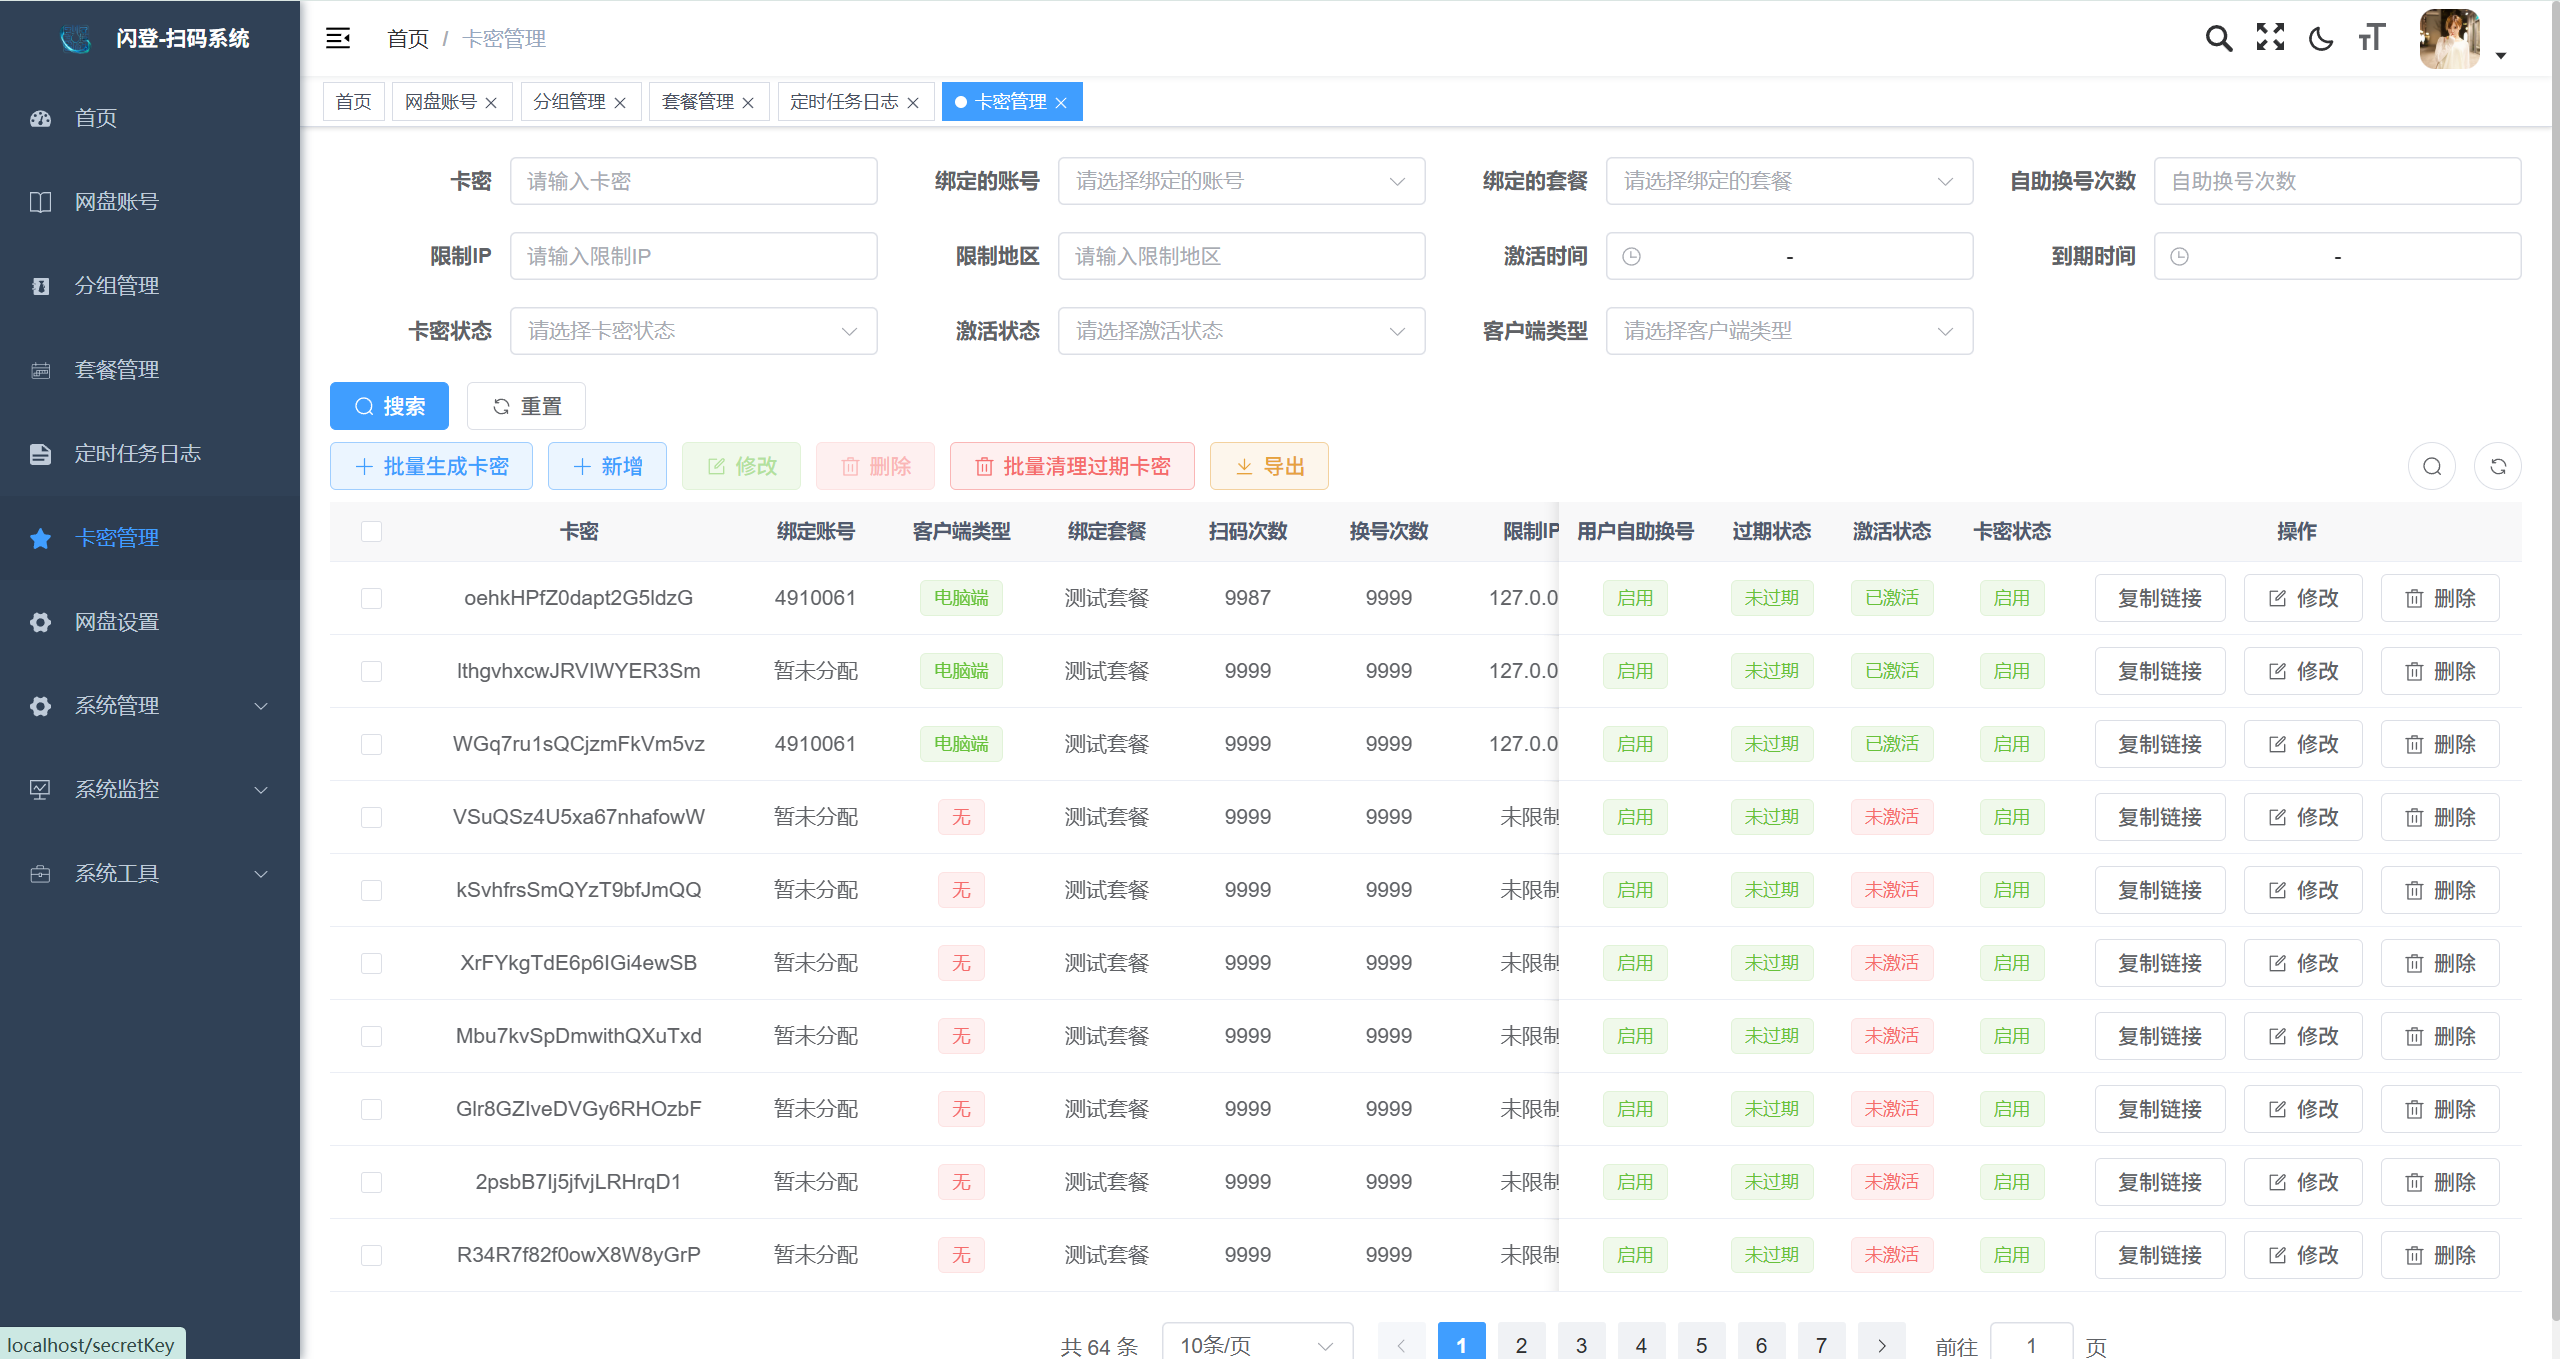 闪登-扫码系统
首页
网盘账号
分组管理
套餐管理
定时任务日志
卡密管理
网盘设置
系统管理
系统监控
系统工具
localhost/secretKey
首页 / 卡密管理
首页 网盘账号 分组管理 套餐管理 定时任务日志 卡密管理
卡密 请输入卡密 绑定的账号 请选择绑定的账号 绑定的套餐 请选择绑定的套餐 自助换号次数 自助换号次数
限制IP 请输入限制IP 限制地区 请输入限制地区 激活时间 - 到期时间 -
卡密状态 请选择卡密状态 激活状态 请选择激活状态 客户端类型 请选择客户端类型
搜索 重置
批量生成卡密 新增 修改 删除 批量清理过期卡密 导出
卡密 绑定账号 客户端类型 绑定套餐 扫码次数 换号次数 限制IP 用户自助换号 过期状态 激活状态 卡密状态 操作
oehkHPfZ0dapt2G5ldzG 4910061 电脑端 测试套餐 9987 9999 127.0.0 启用 未过期 已激活 启用 复制链接 修改 删除
lthgvhxcwJRVIWYER3Sm 暂未分配 电脑端 测试套餐 9999 9999 127.0.0 启用 未过期 已激活 启用 复制链接 修改 删除
WGq7ru1sQCjzmFkVm5vz 4910061 电脑端 测试套餐 9999 9999 127.0.0 启用 未过期 已激活 启用 复制链接 修改 删除
VSuQSz4U5xa67nhafowW 暂未分配 无 测试套餐 9999 9999 未限制 启用 未过期 未激活 启用 复制链接 修改 删除
kSvhfrsSmQYzT9bfJmQQ 暂未分配 无 测试套餐 9999 9999 未限制 启用 未过期 未激活 启用 复制链接 修改 删除
XrFYkgTdE6p6IGi4ewSB 暂未分配 无 测试套餐 9999 9999 未限制 启用 未过期 未激活 启用 复制链接 修改 删除
Mbu7kvSpDmwithQXuTxd 暂未分配 无 测试套餐 9999 9999 未限制 启用 未过期 未激活 启用 复制链接 修改 删除
Glr8GZIveDVGy6RHOzbF 暂未分配 无 测试套餐 9999 9999 未限制 启用 未过期 未激活 启用 复制链接 修改 删除
2psbB7Ij5jfvjLRHrqD1 暂未分配 无 测试套餐 9999 9999 未限制 启用 未过期 未激活 启用 复制链接 修改 删除
R34R7f82f0owX8W8yGrP 暂未分配 无 测试套餐 9999 9999 未限制 启用 未过期 未激活 启用 复制链接 修改 删除
共 64 条 10条/页 1 2 3 4 5 6 7 前往 1 页